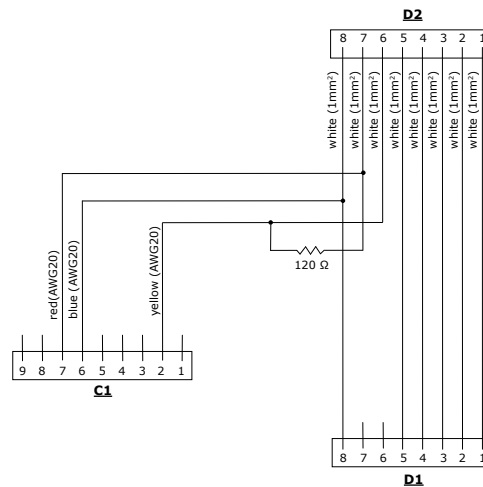 D2
8 7 6 5 4 3 2 1
white (1mm²) white (1mm²) white (1mm²) white (1mm²) white (1mm²) white (1mm²) white (1mm²) white (1mm²)
red(AWG20) blue (AWG20) yellow (AWG20)
120 Ω
9 8 7 6 5 4 3 2 1
C1
8 7 6 5 4 3 2 1
D1